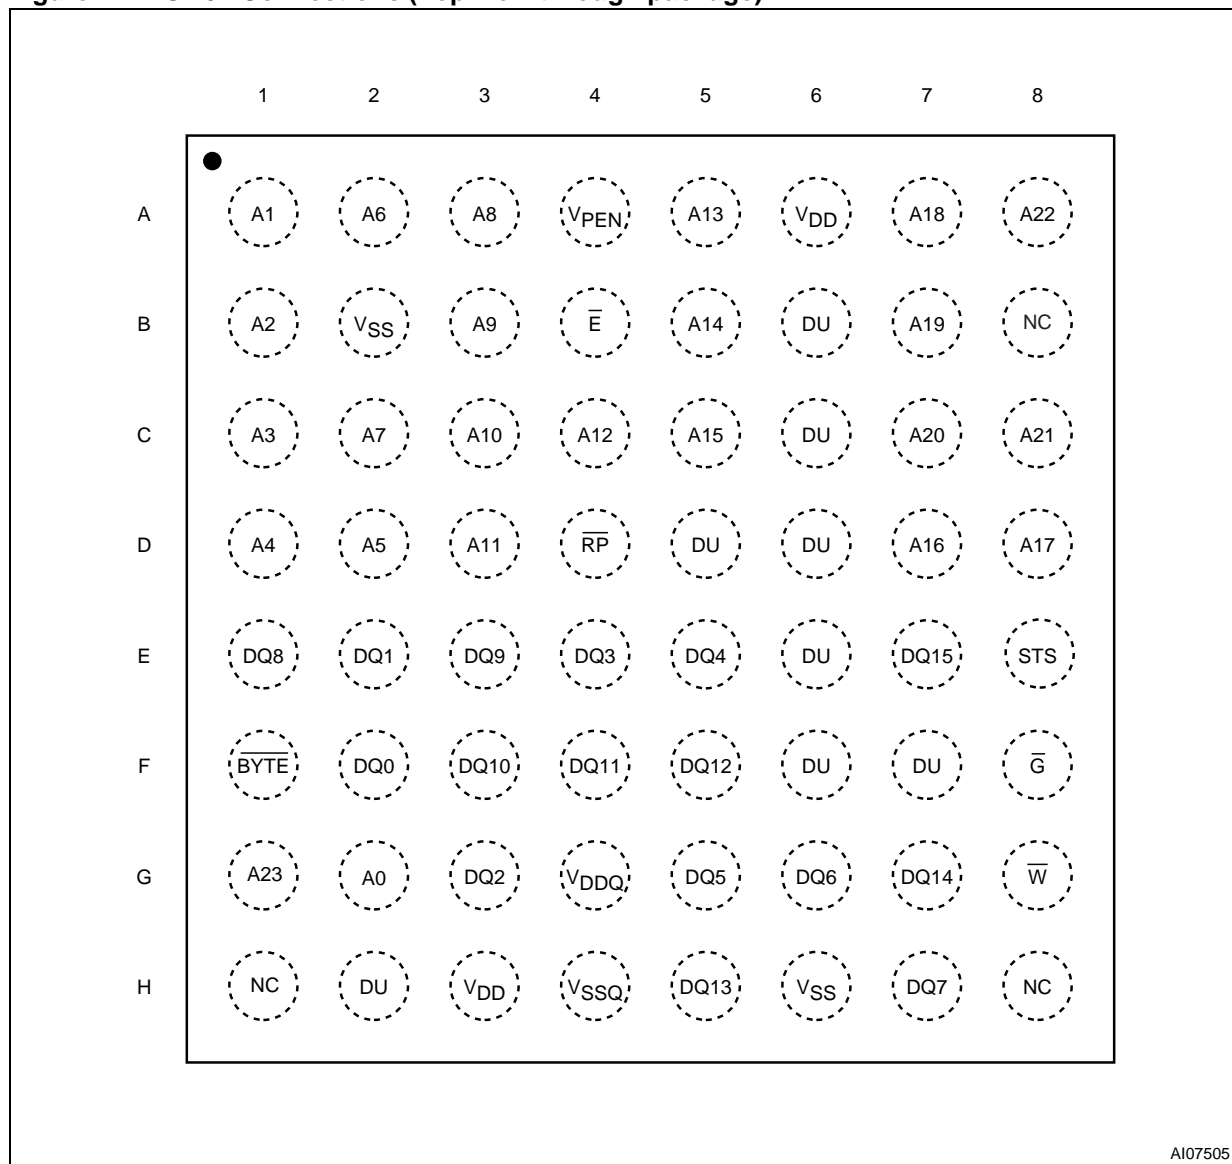 1 2 3 4 5 6 7 8
A A1 A6 A8 VPEN A13 VDD A18 A22
B A2 VSS A9 E̅ A14 DU A19 NC
C A3 A7 A10 A12 A15 DU A20 A21
D A4 A5 A11 R̅P̅ DU DU A16 A17
E DQ8 DQ1 DQ9 DQ3 DQ4 DU DQ15 STS
F B̅Y̅T̅E̅ DQ0 DQ10 DQ11 DQ12 DU DU G̅
G A23 A0 DQ2 VDDQ DQ5 DQ6 DQ14 W̅
H NC DU VDD VSSQ DQ13 VSS DQ7 NC
AI07505